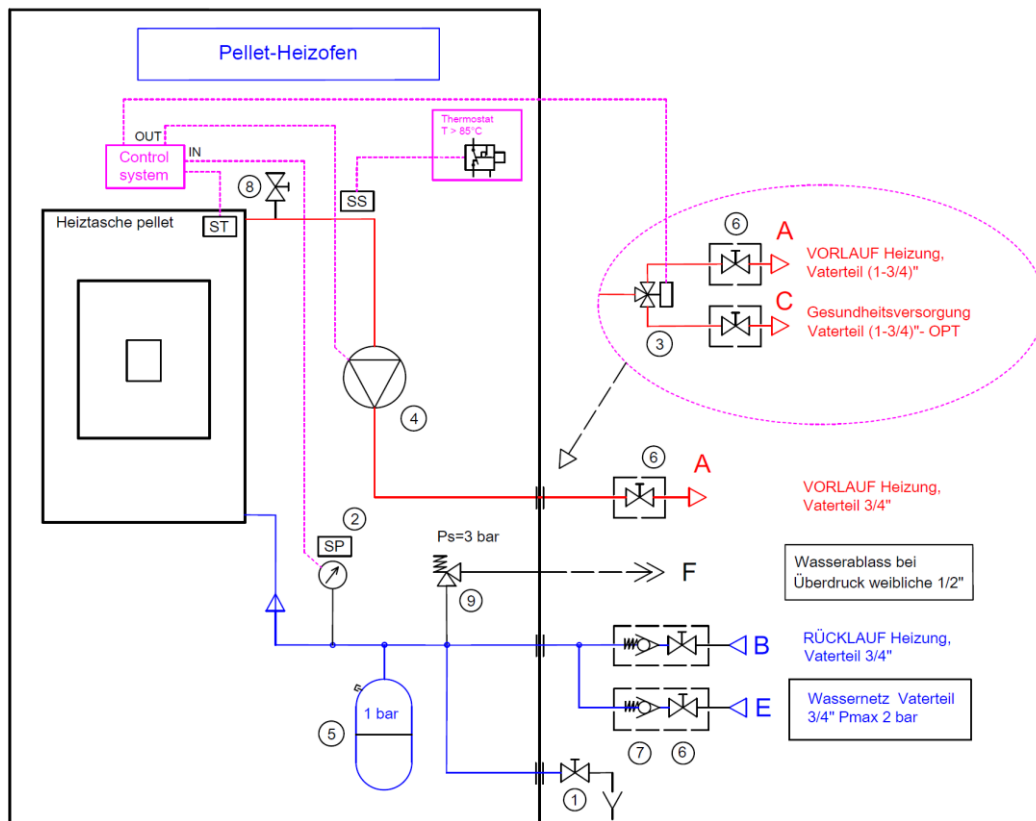 Pellet-Heizofen
OUT
IN
Control
system
Thermostat
T > 85°C
8
SS
Heiztasche pellet
ST
6
A
VORLAUF Heizung,
Vaterteil (1-3/4)"
C
Gesundheitsversorgung
Vaterteil (1-3/4)"- OPT
3
4
6
A
VORLAUF Heizung,
Vaterteil 3/4"
2
SP
Ps=3 bar
F
Wasserablass bei
Überdruck weibliche 1/2"
9
B
RÜCKLAUF Heizung,
Vaterteil 3/4"
1 bar
5
E
Wassernetz Vaterteil
3/4" Pmax 2 bar
7
6
1